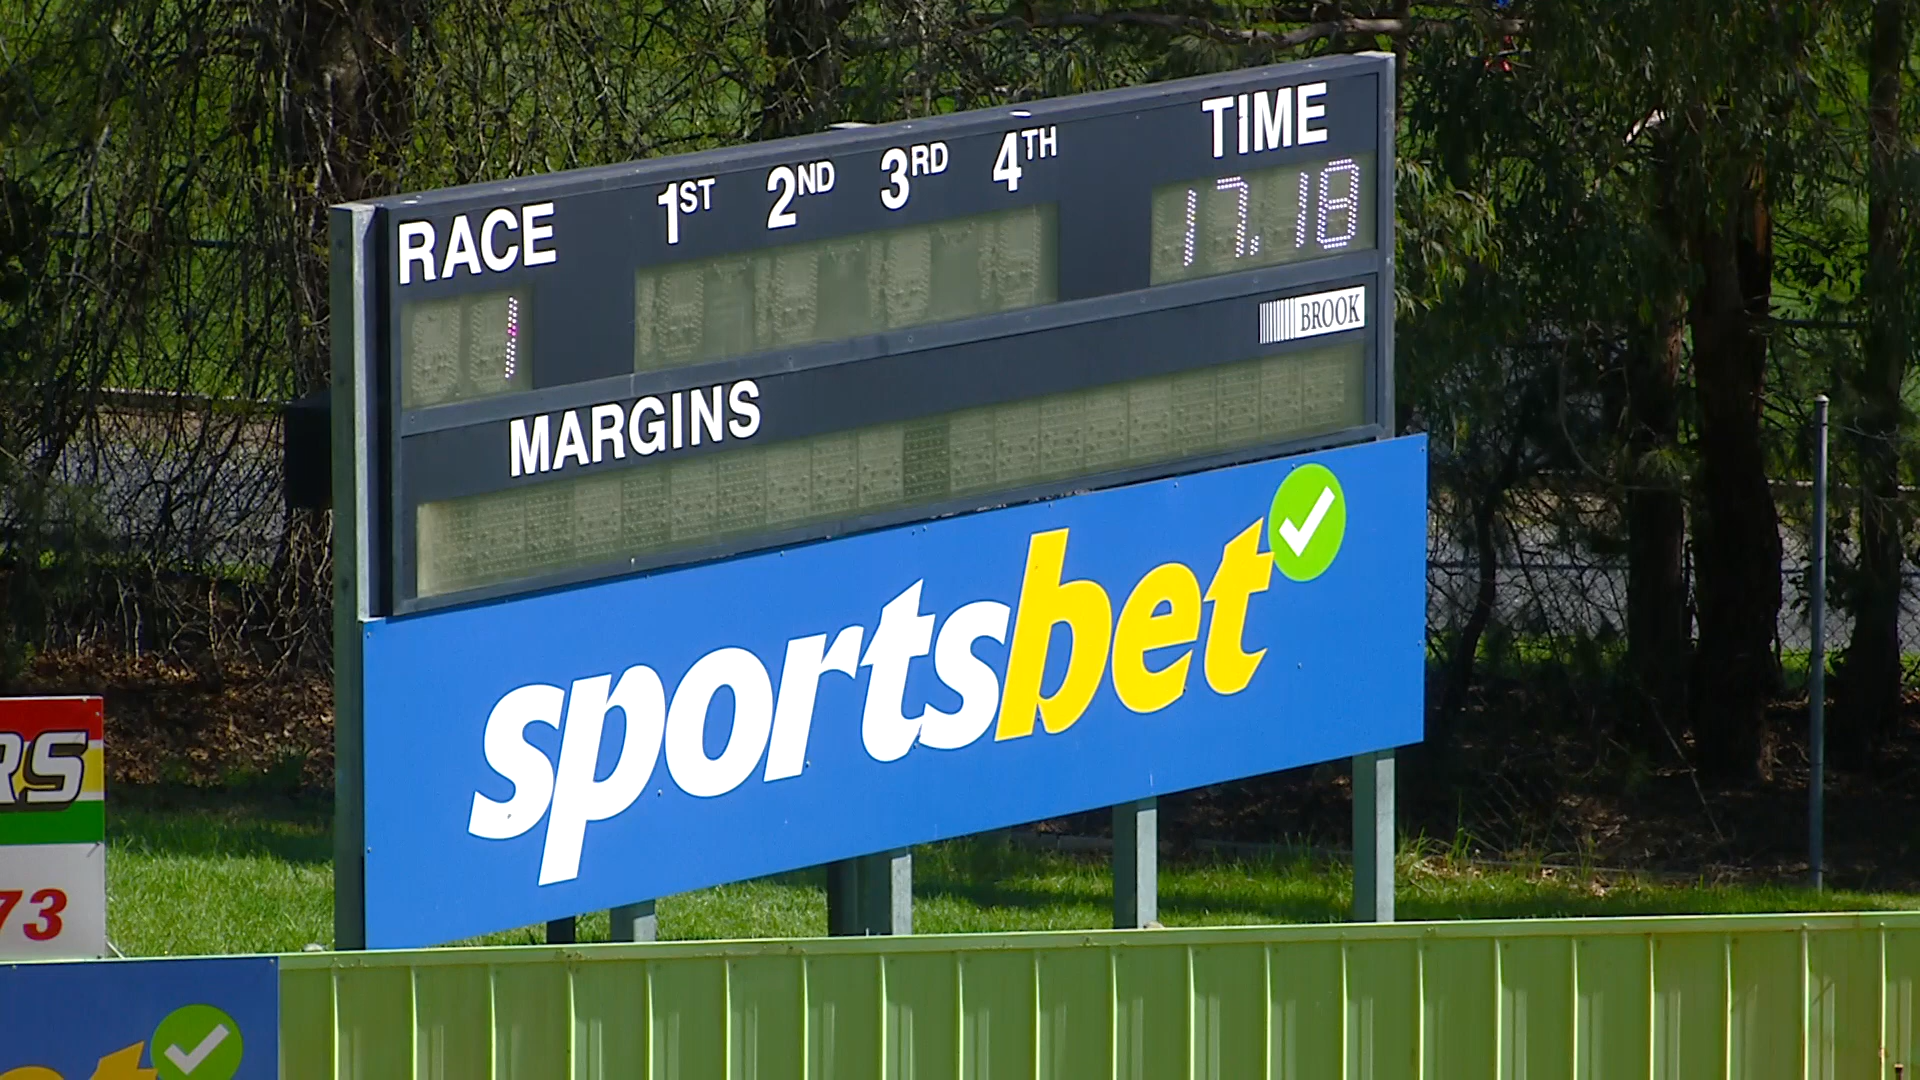 RACE 1ST 2ND 3RD 4TH TIME
1 17.18
BROOK
MARGINS
sportsbet
RS
73